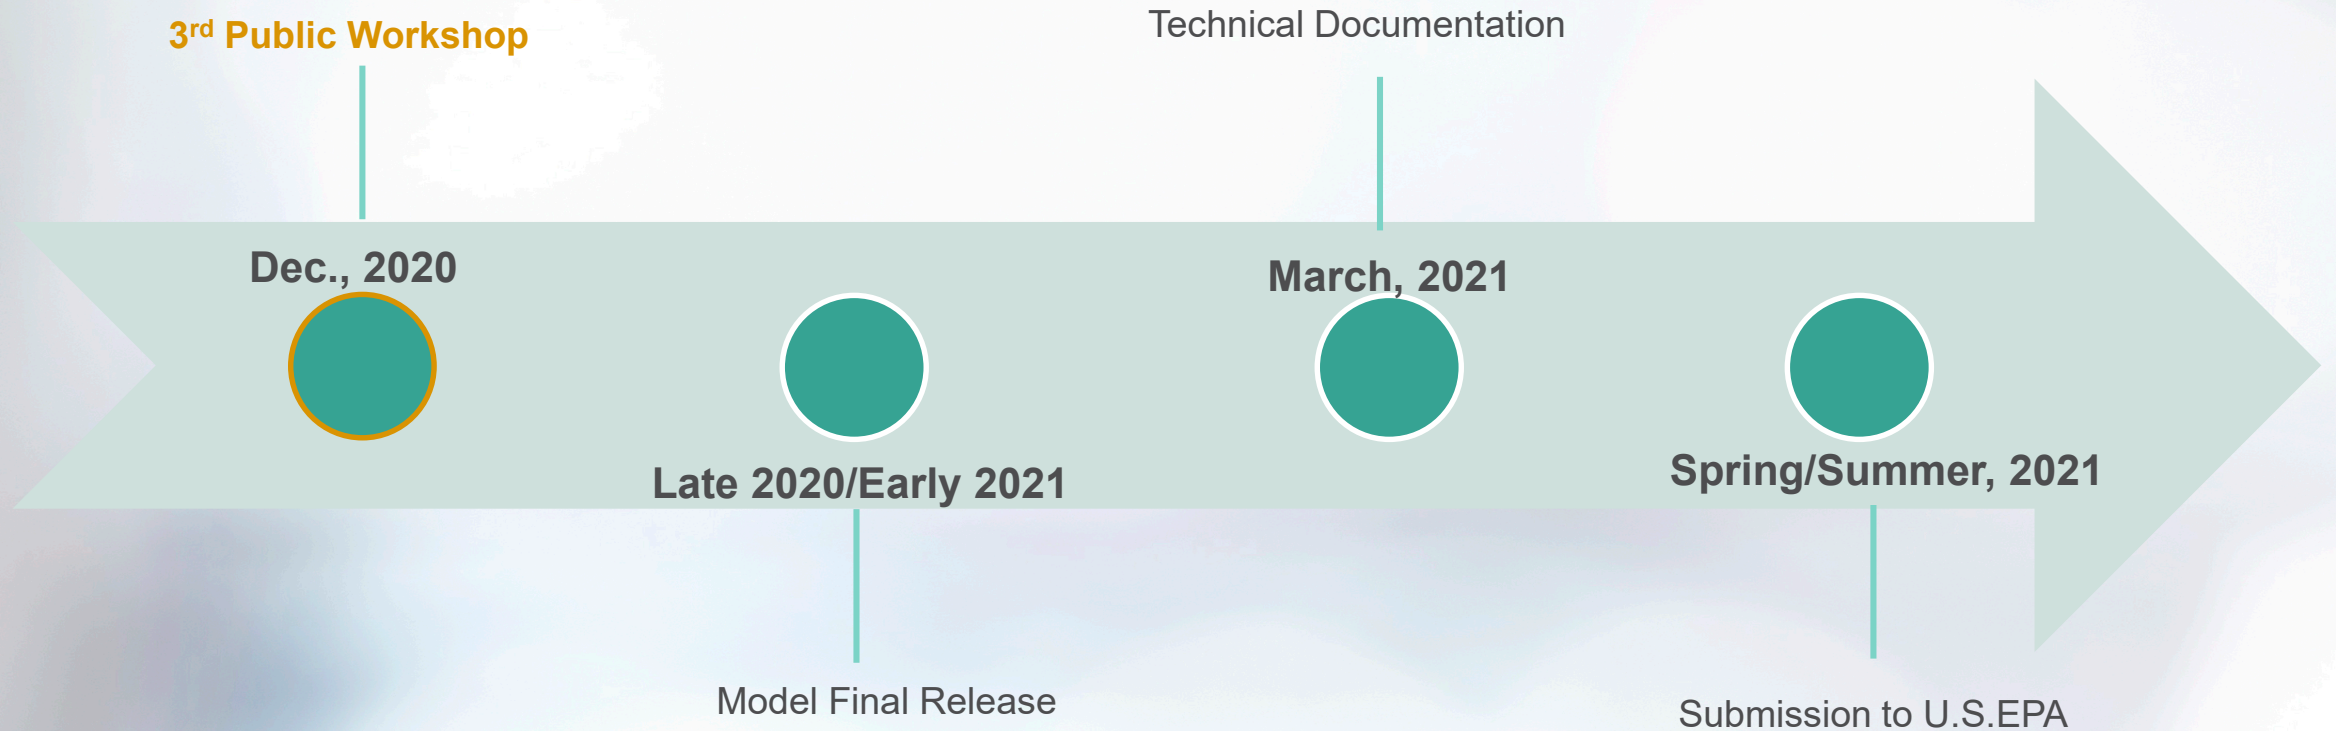 3rd Public Workshop
Technical Documentation
Dec., 2020
March, 2021
Late 2020/Early 2021
Spring/Summer, 2021
Model Final Release
Submission to U.S.EPA